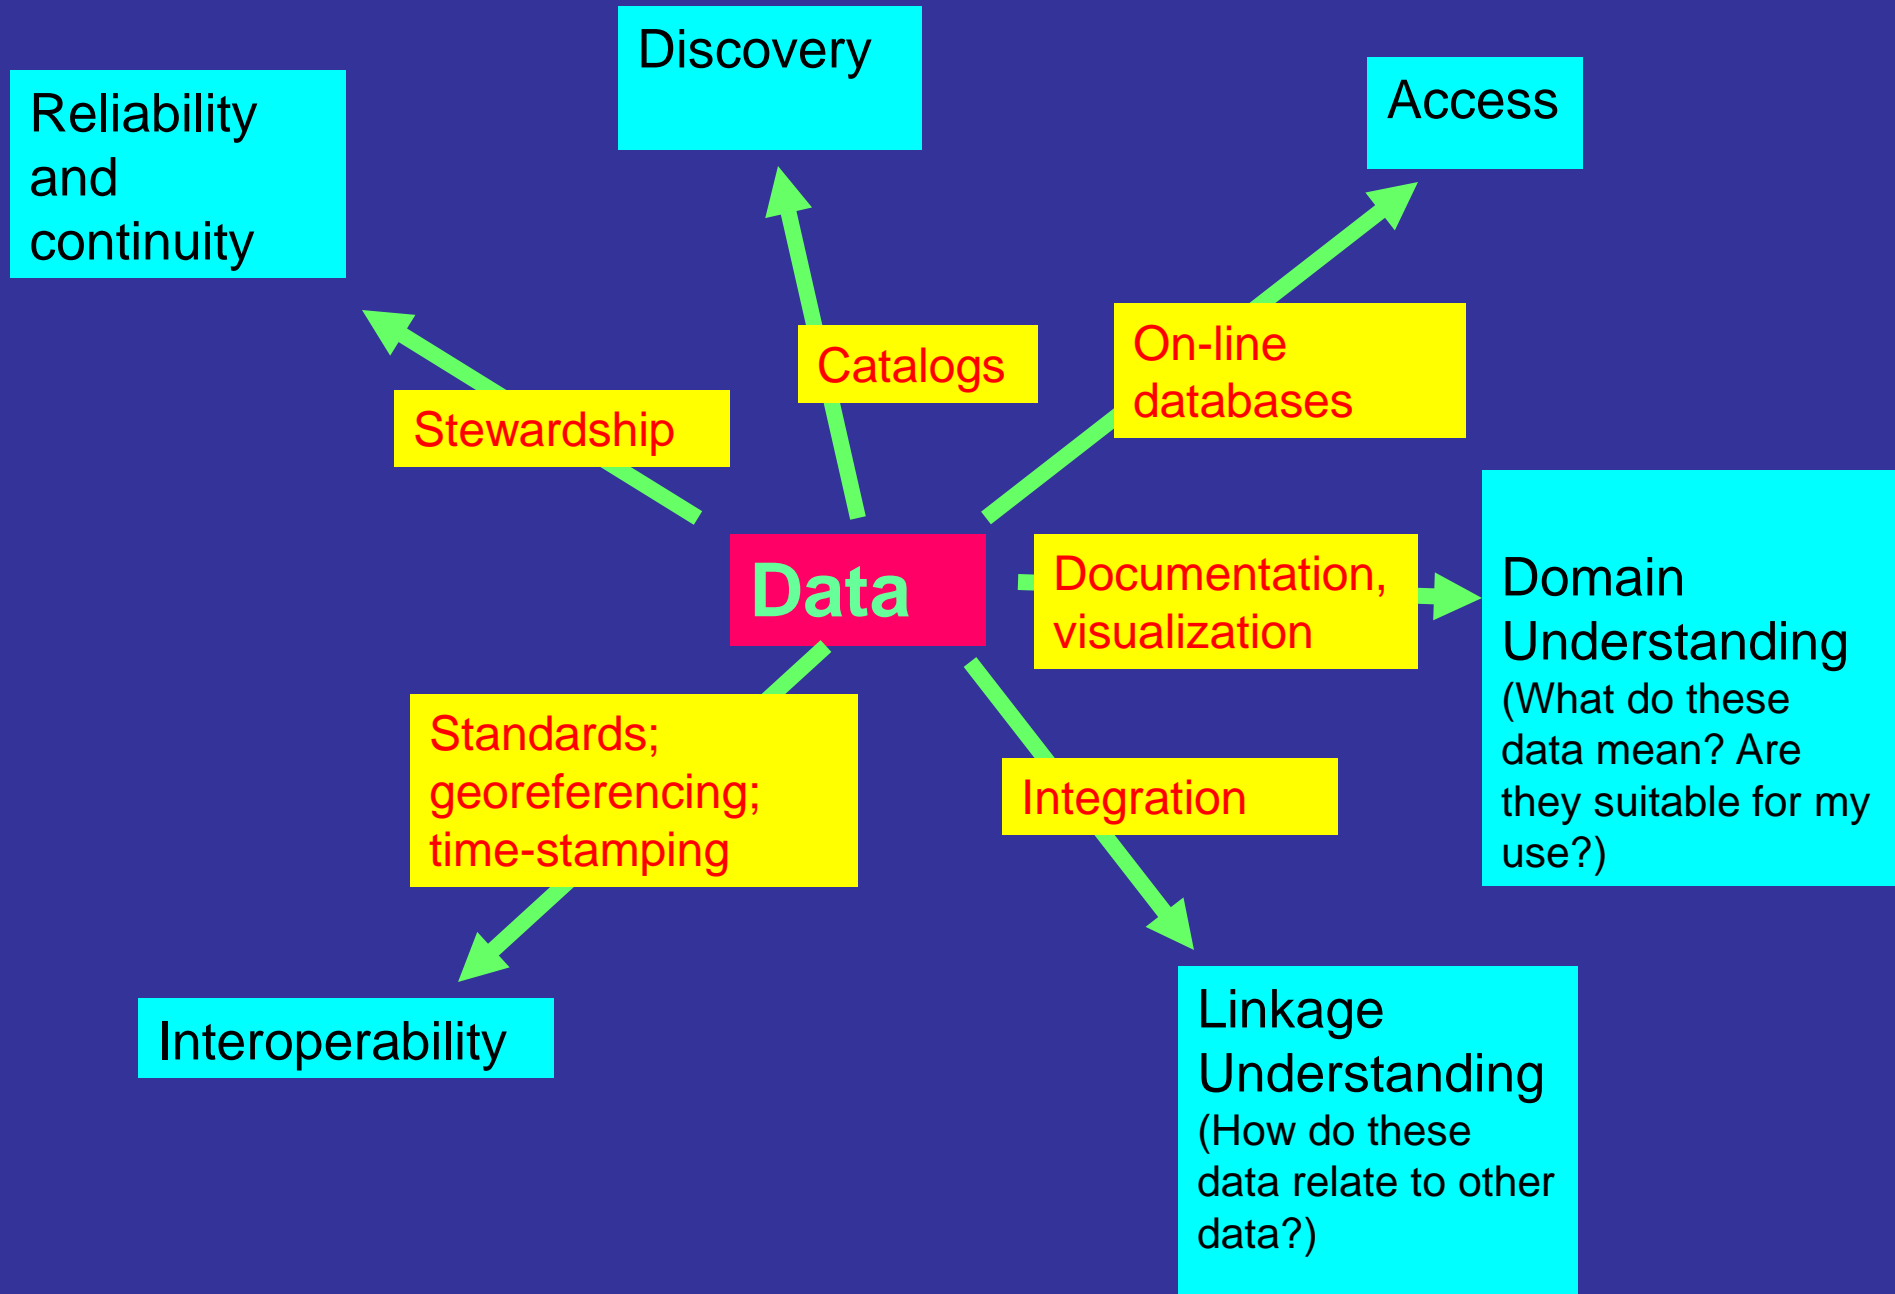 Discovery
Reliability
and
continuity
Access
Catalogs
On-line
databases
Stewardship
Data
Documentation,
visualization
Domain
Understanding
(What do these
data mean? Are
they suitable for my
use?)
Standards;
georeferencing;
time-stamping
Integration
Interoperability
Linkage
Understanding
(How do these
data relate to other
data?)